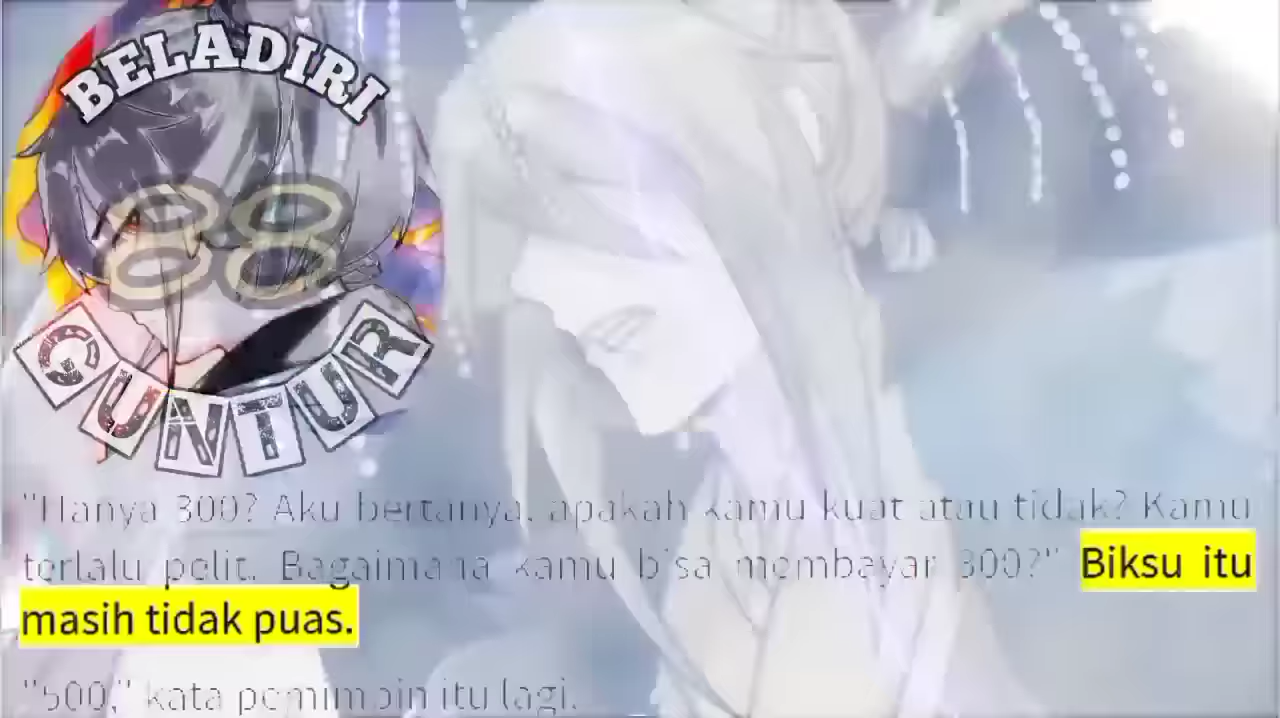 BELADIRI
GUNTUR
"Hanya 300? Aku bertanya, apakah kamu kuat atau tidak? Kamu
terlalu pelit. Bagaimana kamu bisa membayar 300?" Biksu itu
masih tidak puas.
"500," kata pemimpin itu lagi.